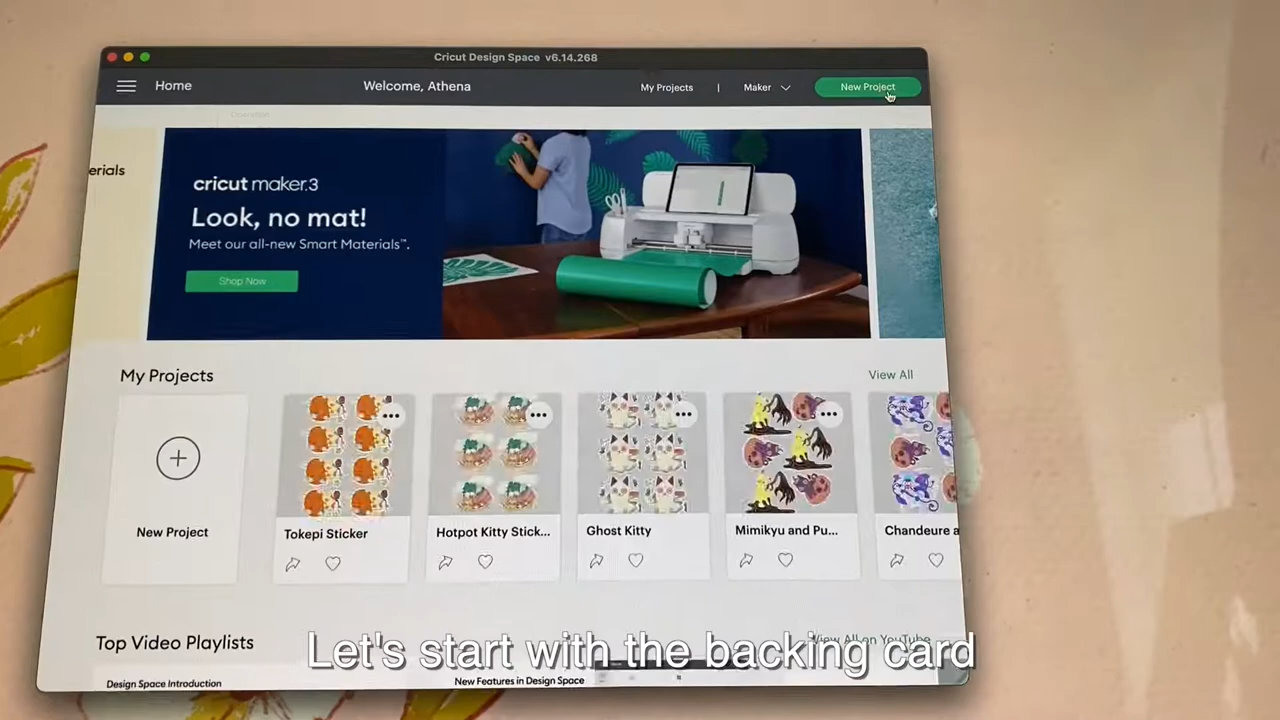 Cricut Design Space v6.14.268
Home
Welcome, Athena
My Projects | Maker
New Project
erials
cricut maker.3
Look, no mat!
Meet our all-new Smart Materials™.
Shop Now
My Projects
View All
New Project
Tokepi Sticker
Hotpot Kitty Stick...
Ghost Kitty
Mimikyu and Pu...
Chandeure a
Top Video Playlists
View All on YouTube
Let's start with the backing card
Design Space Introduction
New Features in Design Space